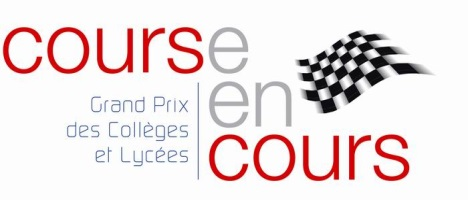 course
en
cours
Grand Prix
des Collèges
et Lycées